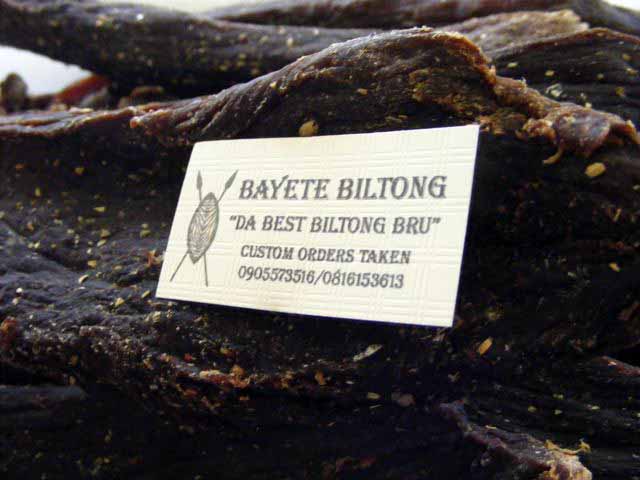 BAYETE BILTONG
"DA BEST BILTONG BRU"
CUSTOM ORDERS TAKEN
0905573516/0816153613